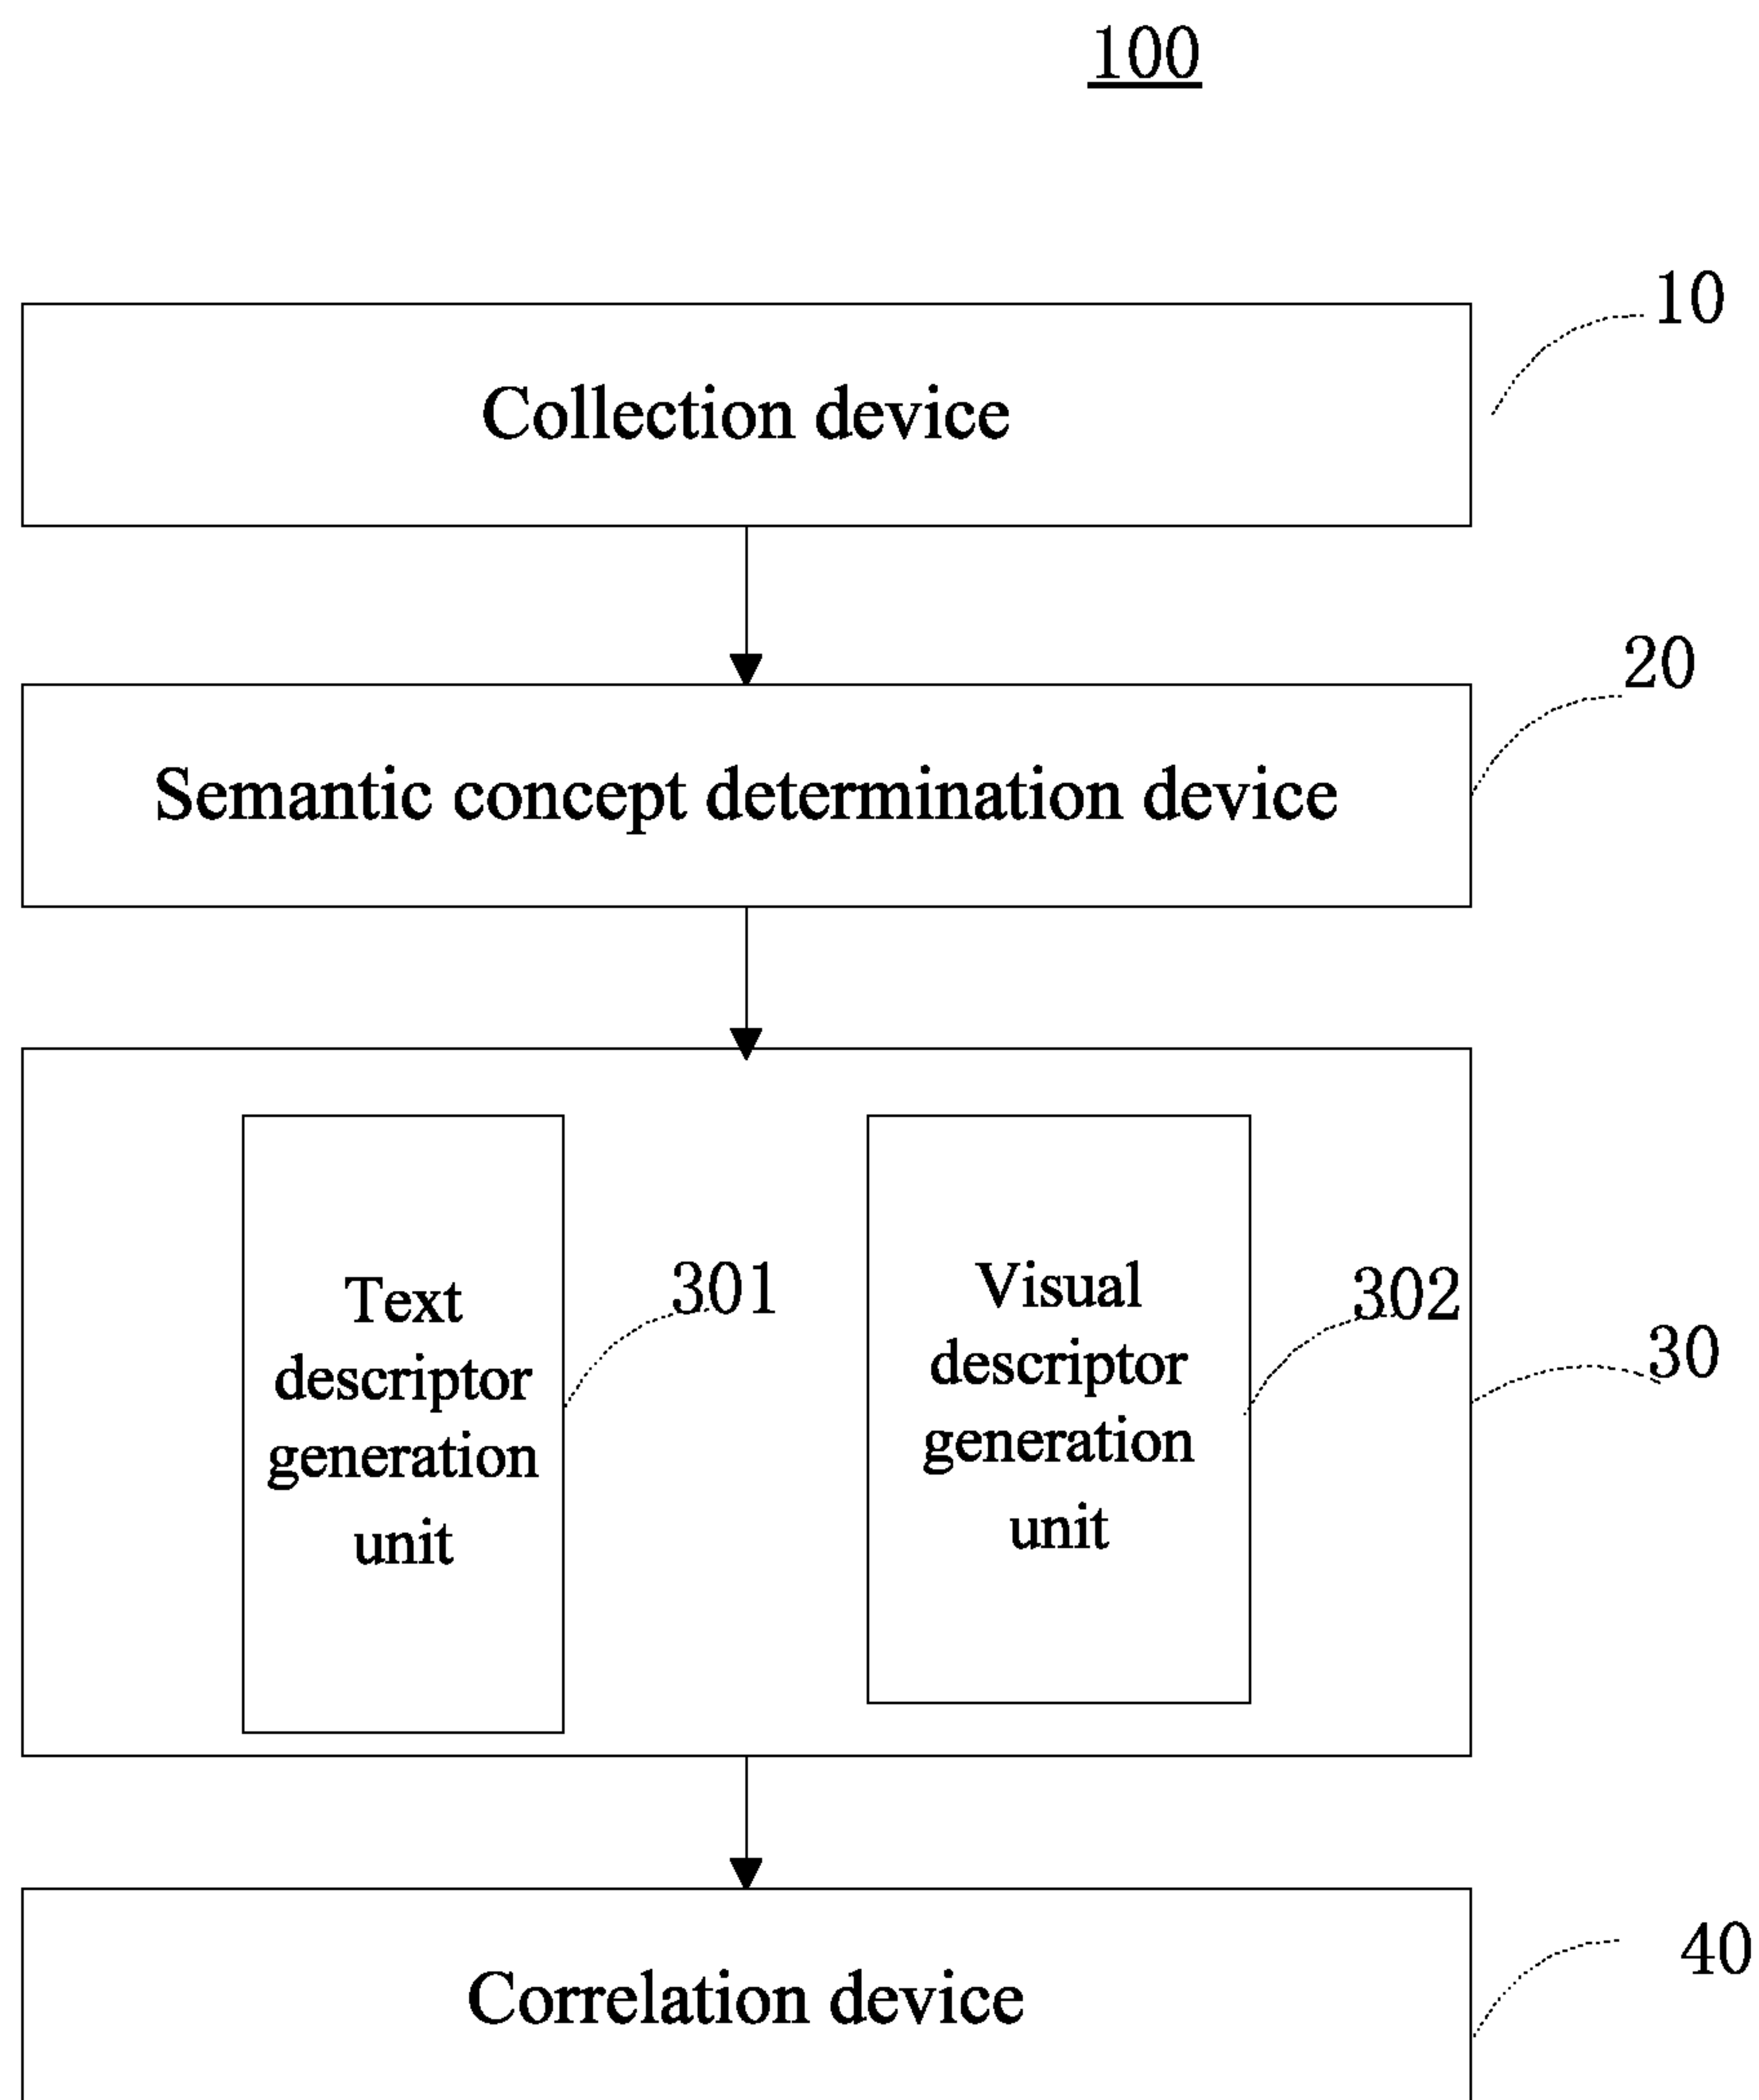 100
10
Collection device
20
Semantic concept determination device
Text
descriptor
generation
unit
301
Visual
descriptor
generation
unit
302
30
40
Correlation device